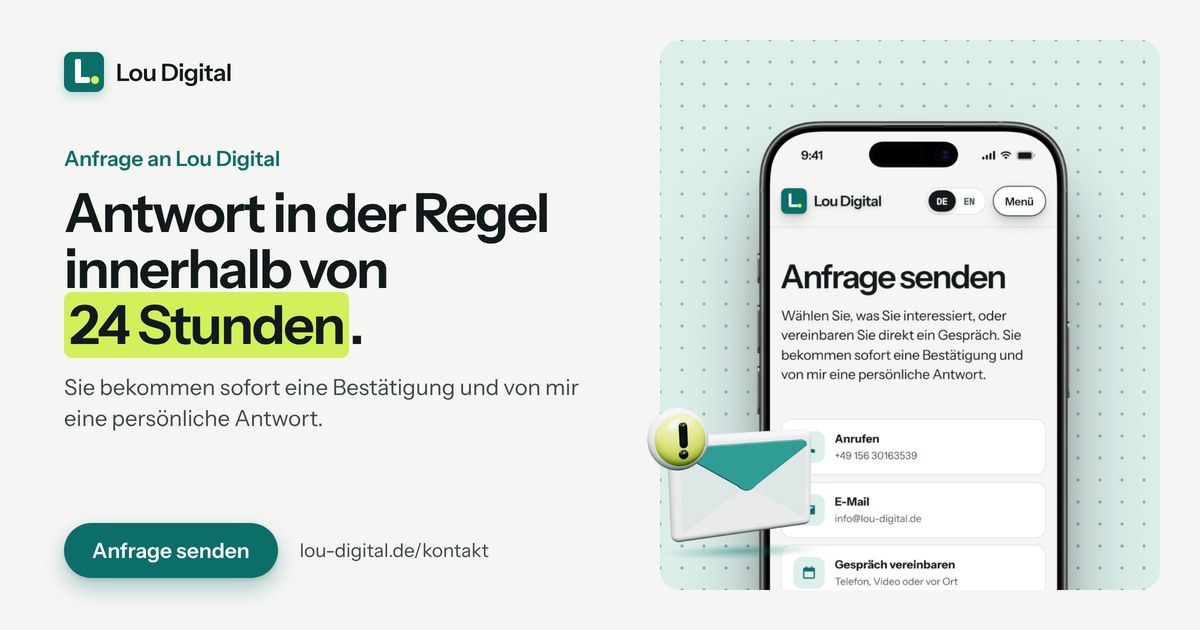 L. Lou Digital
Anfrage an Lou Digital
Antwort in der Regel
innerhalb von
24 Stunden.
Sie bekommen sofort eine Bestätigung und von mir
eine persönliche Antwort.
Anfrage senden lou-digital.de/kontakt
9:41
L. Lou Digital DE EN Menü
Anfrage senden
Wählen Sie, was Sie interessiert, oder
vereinbaren Sie direkt ein Gespräch. Sie
bekommen sofort eine Bestätigung und
von mir eine persönliche Antwort.
Anrufen
+49 156 30163539
!
E-Mail
info@lou-digital.de
Gespräch vereinbaren
Telefon, Video oder vor Ort